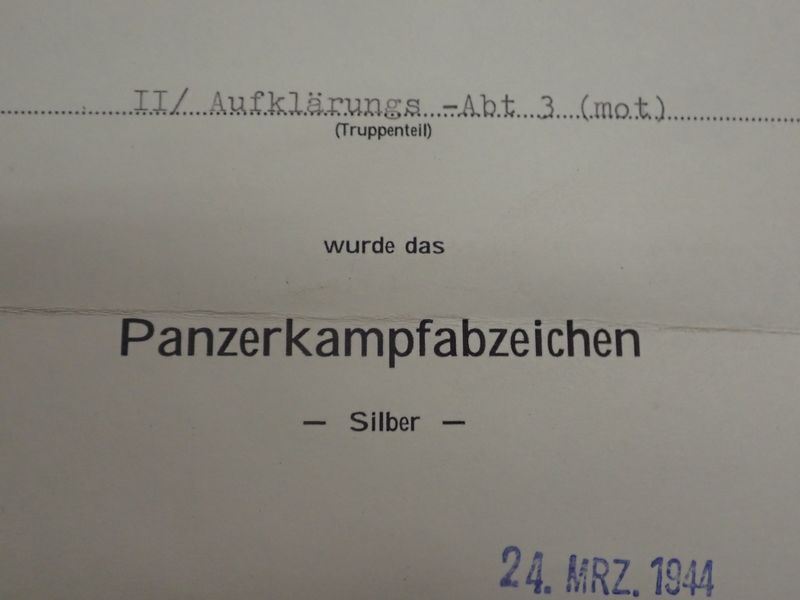 II/ Aufklärungs -Abt 3 (mot)
(Truppenteil)
wurde das
Panzerkampfabzeichen
— Silber —
24. MRZ. 1944